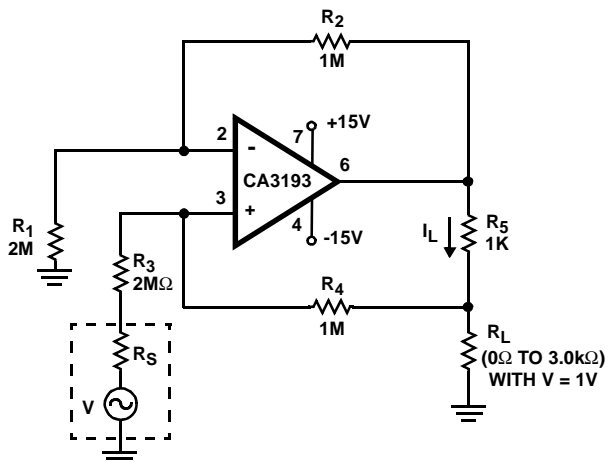 R2
1M
+15V
7
2
-
CA3193
6
3
+
4
-15V
R1
2M
R3
2MΩ
IL
R5
1K
R4
1M
RS
V
RL
(0Ω TO 3.0kΩ)
WITH V = 1V